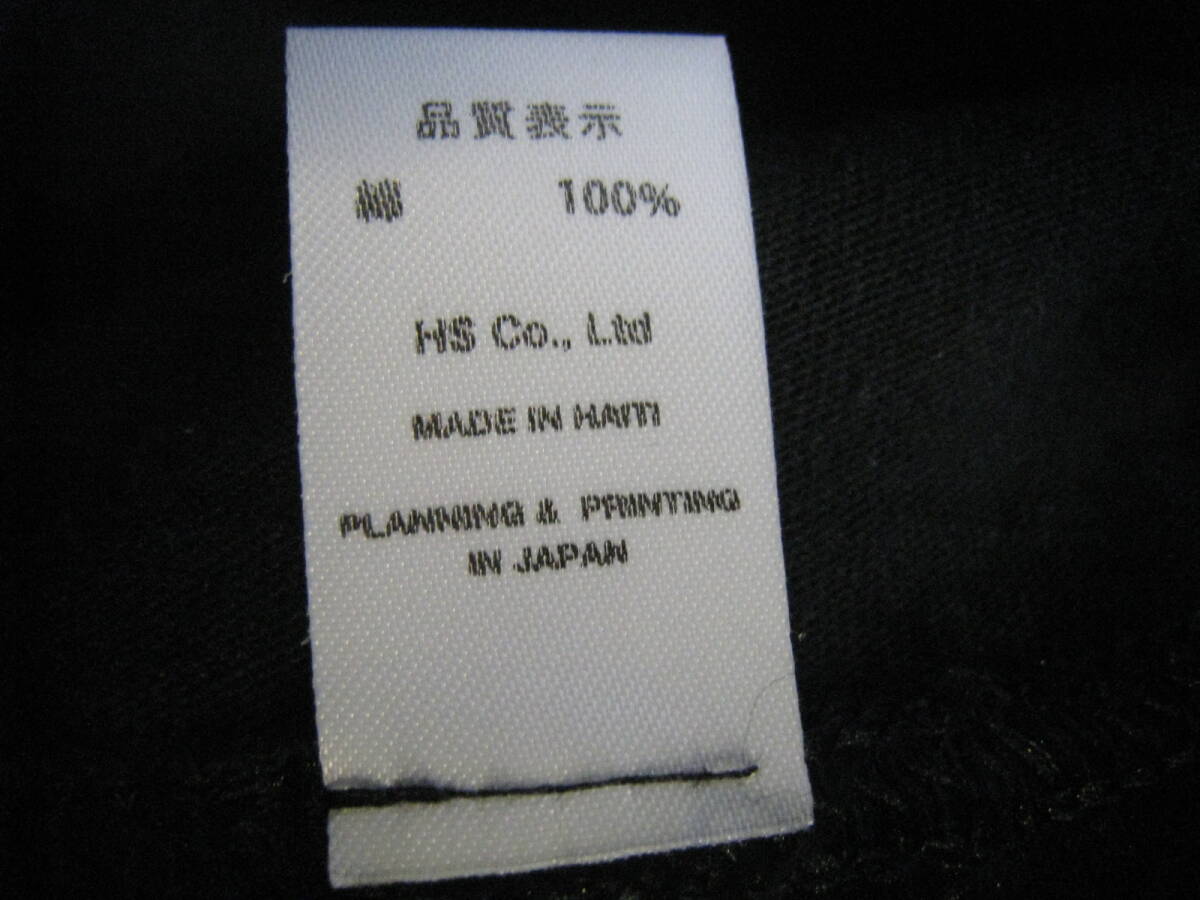 品質表示
綿 100%
HS Co., Ltd
MADE IN HAITI
PLANNING & PRINTING
IN JAPAN